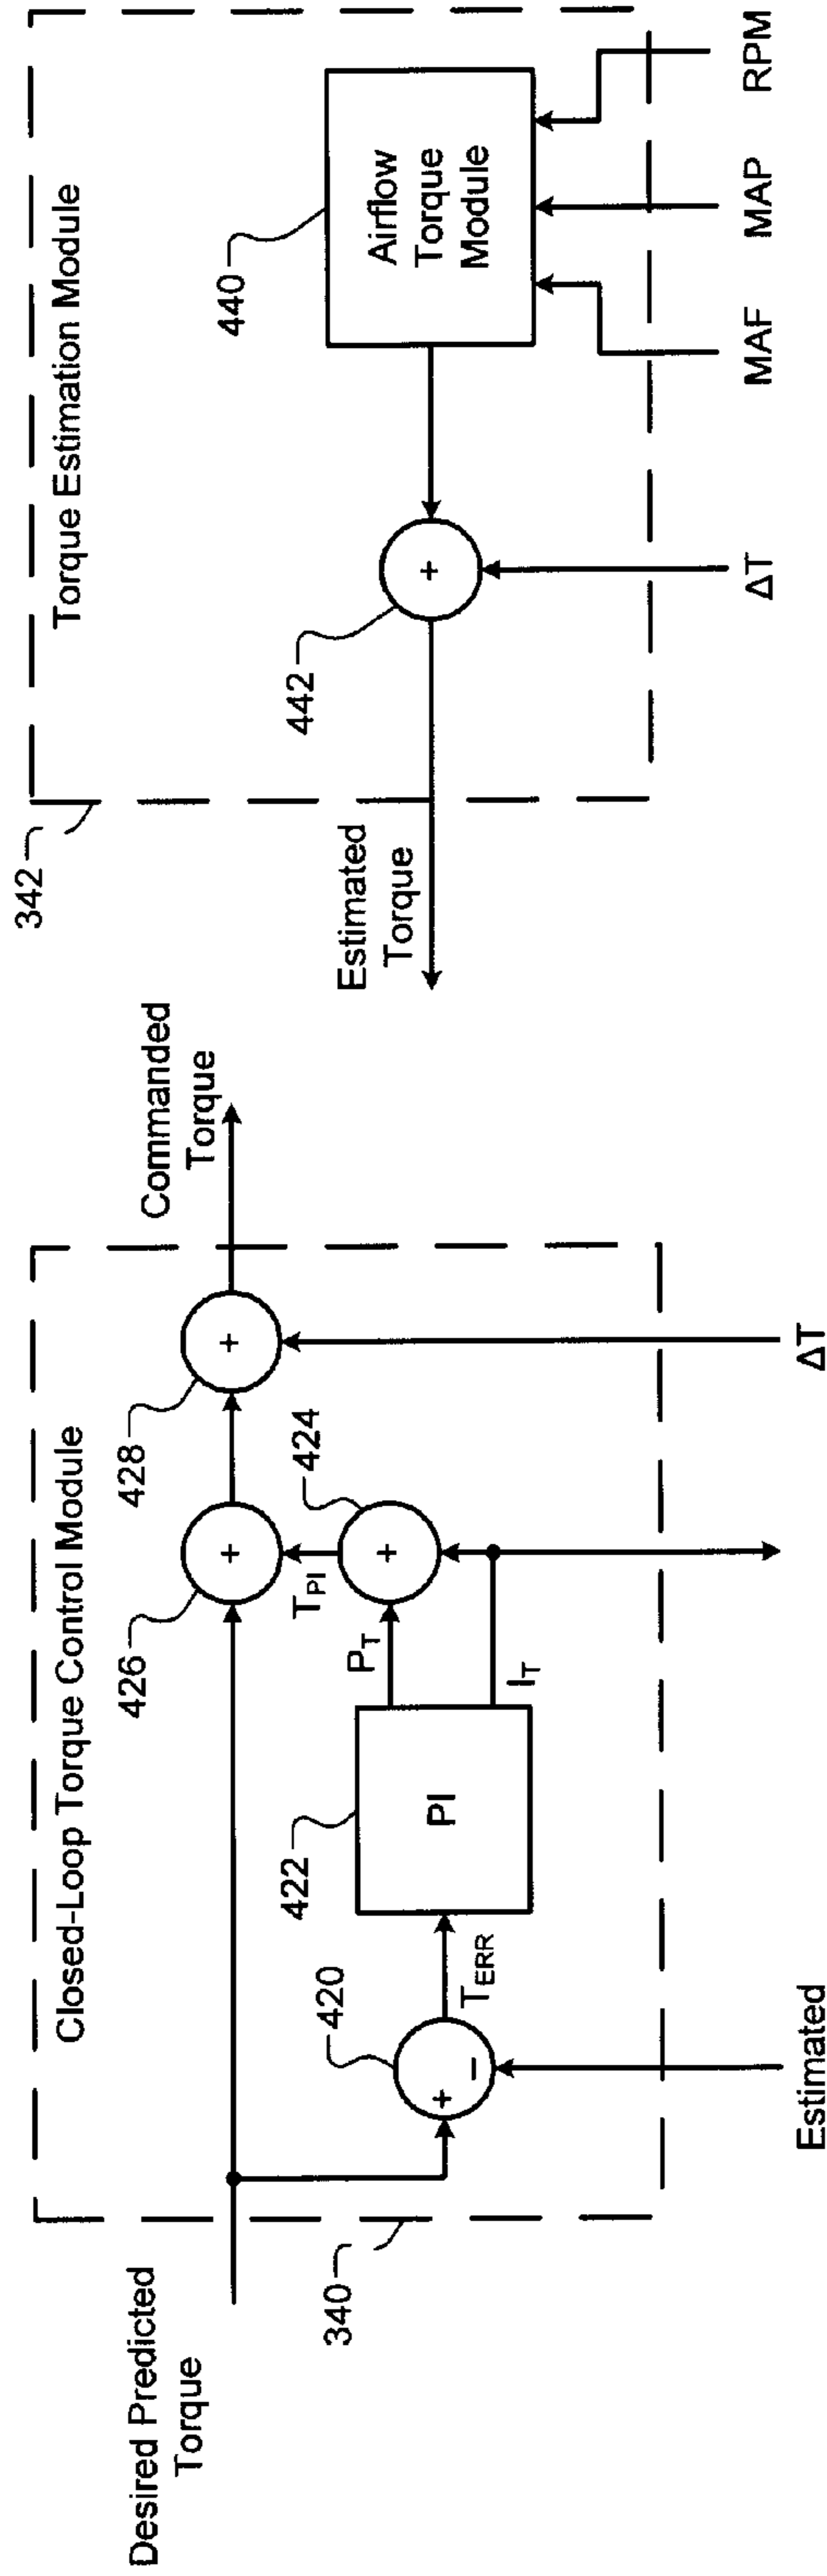 Closed-Loop Torque Control Module
Desired Predicted
Torque
340
420
+
−
TERR
422
PI
PT
IT
424
+
TPI
426
+
428
+
Commanded
Torque
Estimated
ΔT
Torque Estimation Module
342
Estimated
Torque
442
+
440
Airflow
Torque
Module
ΔT
MAF
MAP
RPM